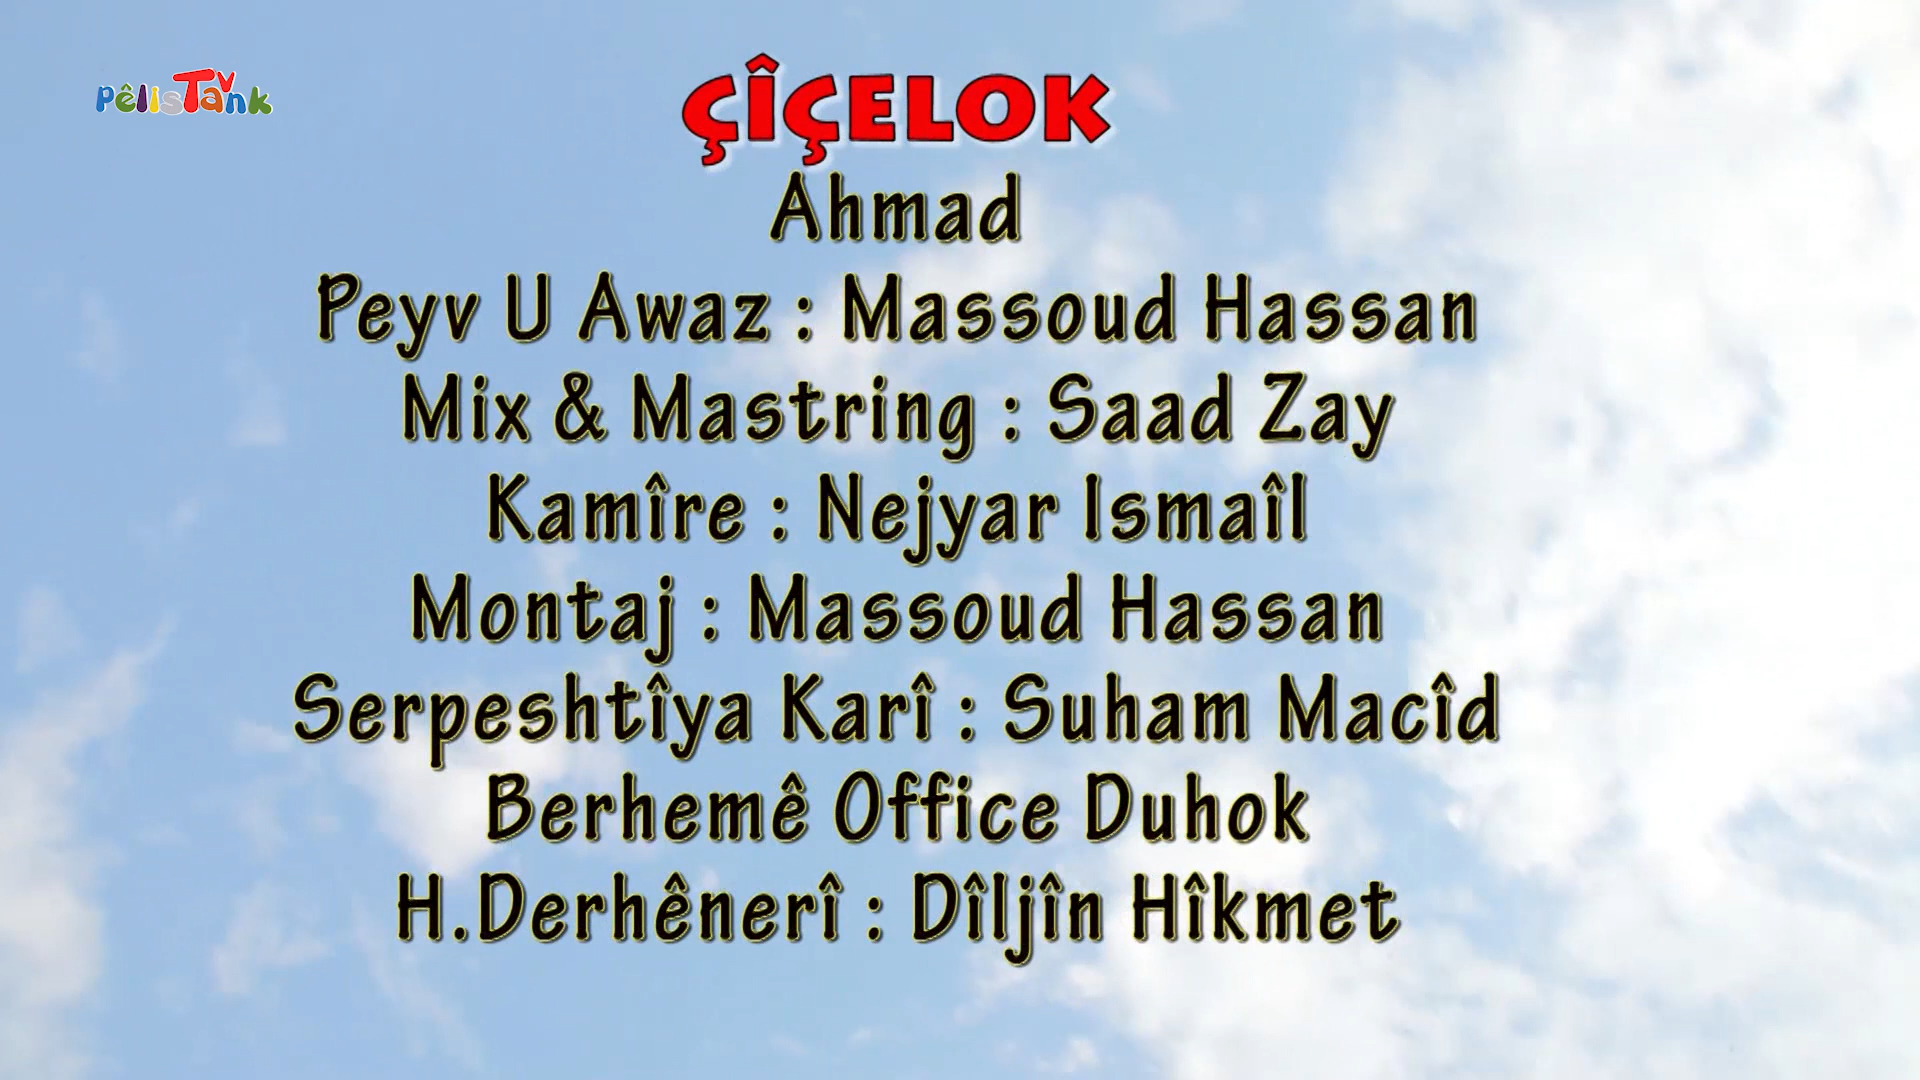 pêlisTank TV
ÇÎÇELOK
Ahmad
Peyv U Awaz : Massoud Hassan
Mix & Mastring : Saad Zay
Kamîre : Nejyar Ismaîl
Montaj : Massoud Hassan
Serpeshtîya Karî : Suham Macîd
Berhemê Office Duhok
H.Derhênerî : Dîljîn Hîkmet